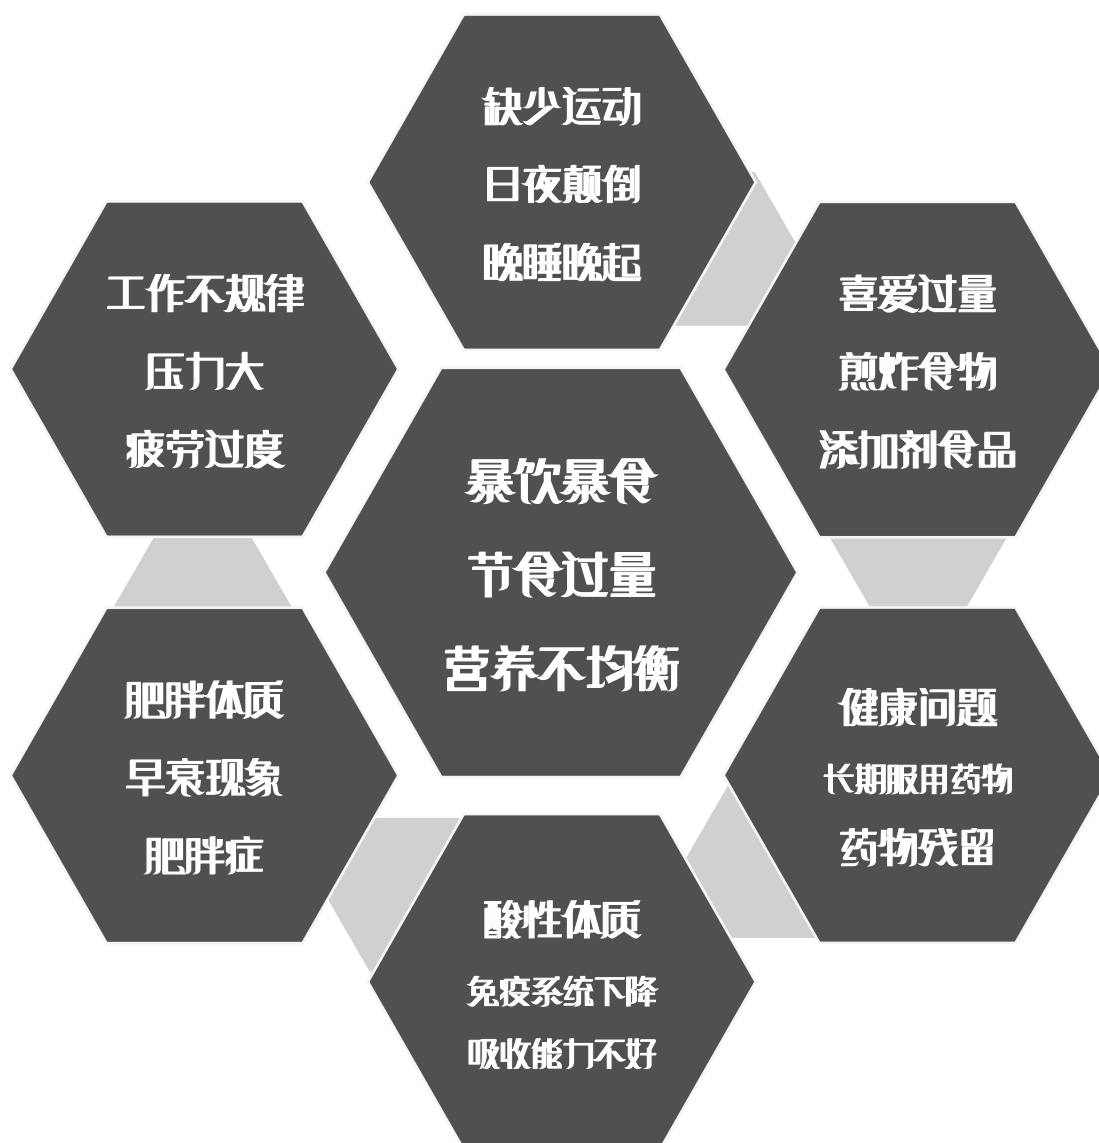 缺少运动
日夜颠倒
晚睡晚起
工作不规律
压力大
疲劳过度
喜爱过量
煎炸食物
添加剂食品
暴饮暴食
节食过量
营养不均衡
肥胖体质
早衰现象
肥胖症
健康问题
长期服用药物
药物残留
酸性体质
免疫系统下降
吸收能力不好